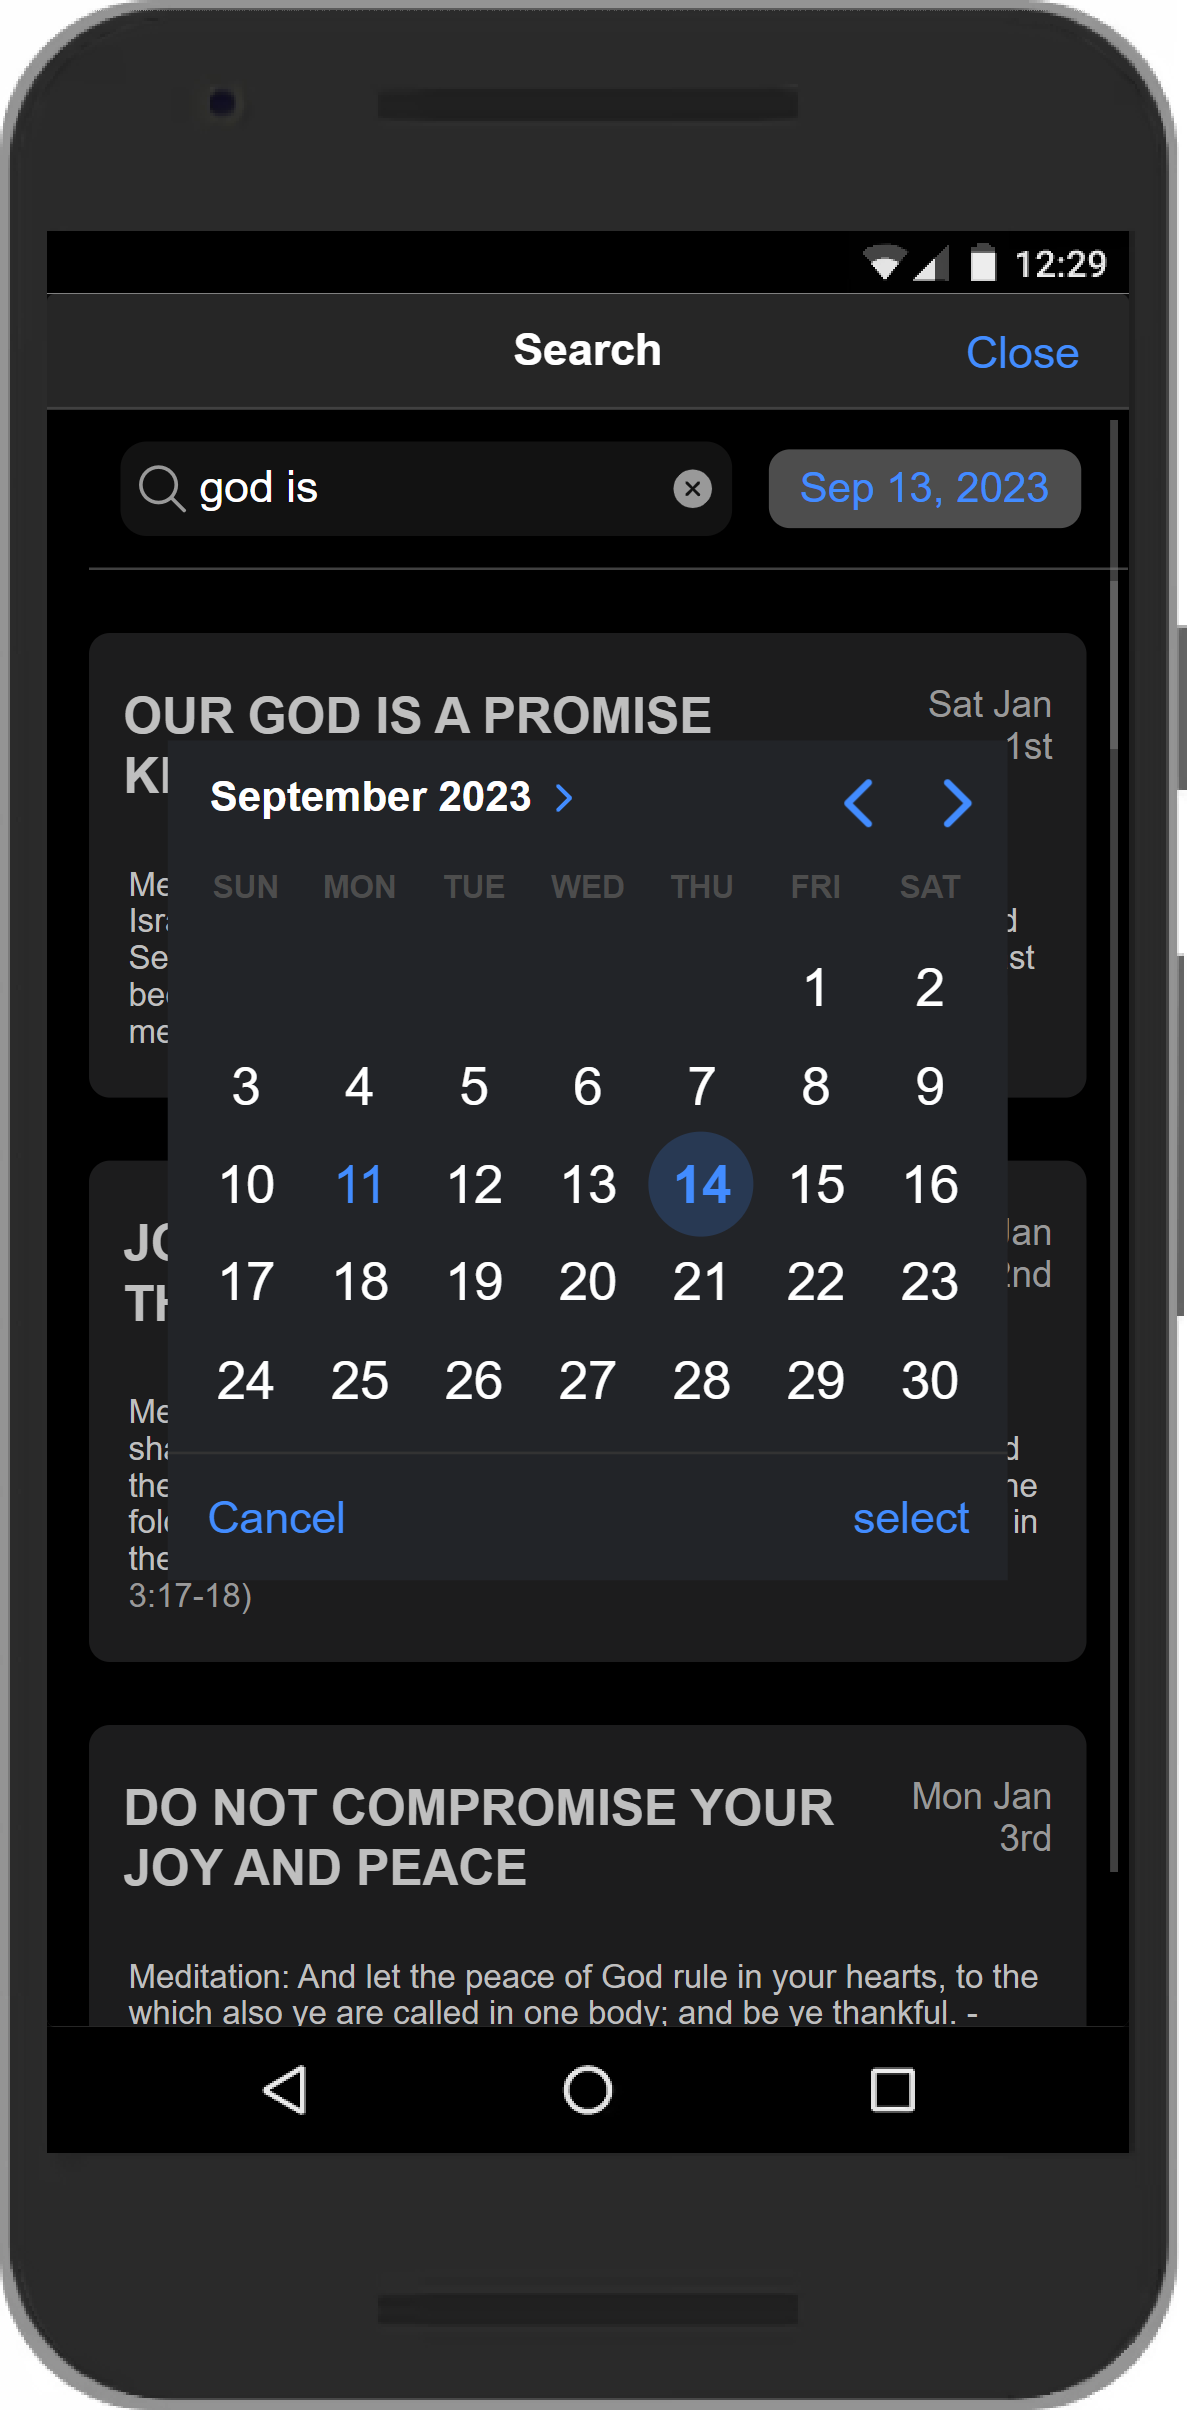 12:29
Search
Close
god is
Sep 13, 2023
OUR GOD IS A PROMISE
Sat Jan
1st
September 2023
SUN MON TUE WED THU FRI SAT
1 2
3 4 5 6 7 8 9
10 11 12 13 14 15 16
17 18 19 20 21 22 23
24 25 26 27 28 29 30
Cancel
select
3:17-18)
DO NOT COMPROMISE YOUR
JOY AND PEACE
Mon Jan
3rd
Meditation: And let the peace of God rule in your hearts, to the
which also ye are called in one body; and be ye thankful. -